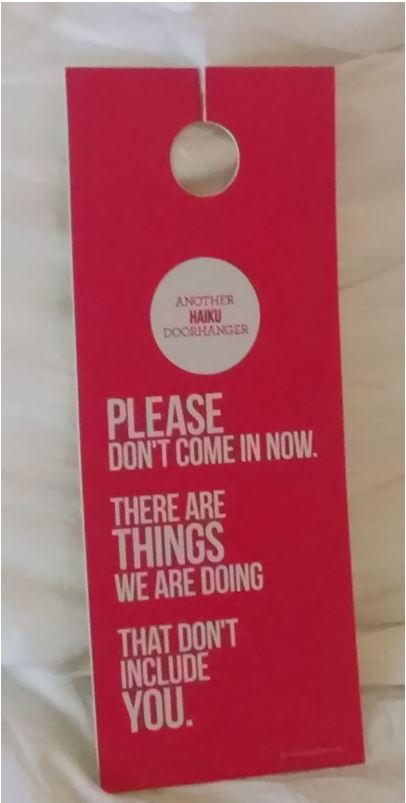 ANOTHER
HAIKU
DOORHANGER
PLEASE
DON'T COME IN NOW.
THERE ARE
THINGS
WE ARE DOING
THAT DON'T
INCLUDE
YOU.